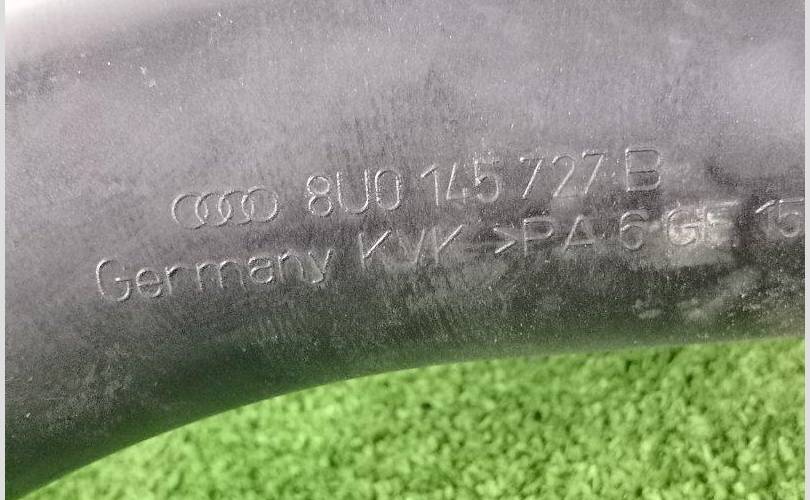 8U0 145 727 B
Germany KVK >PA 6 GF 15